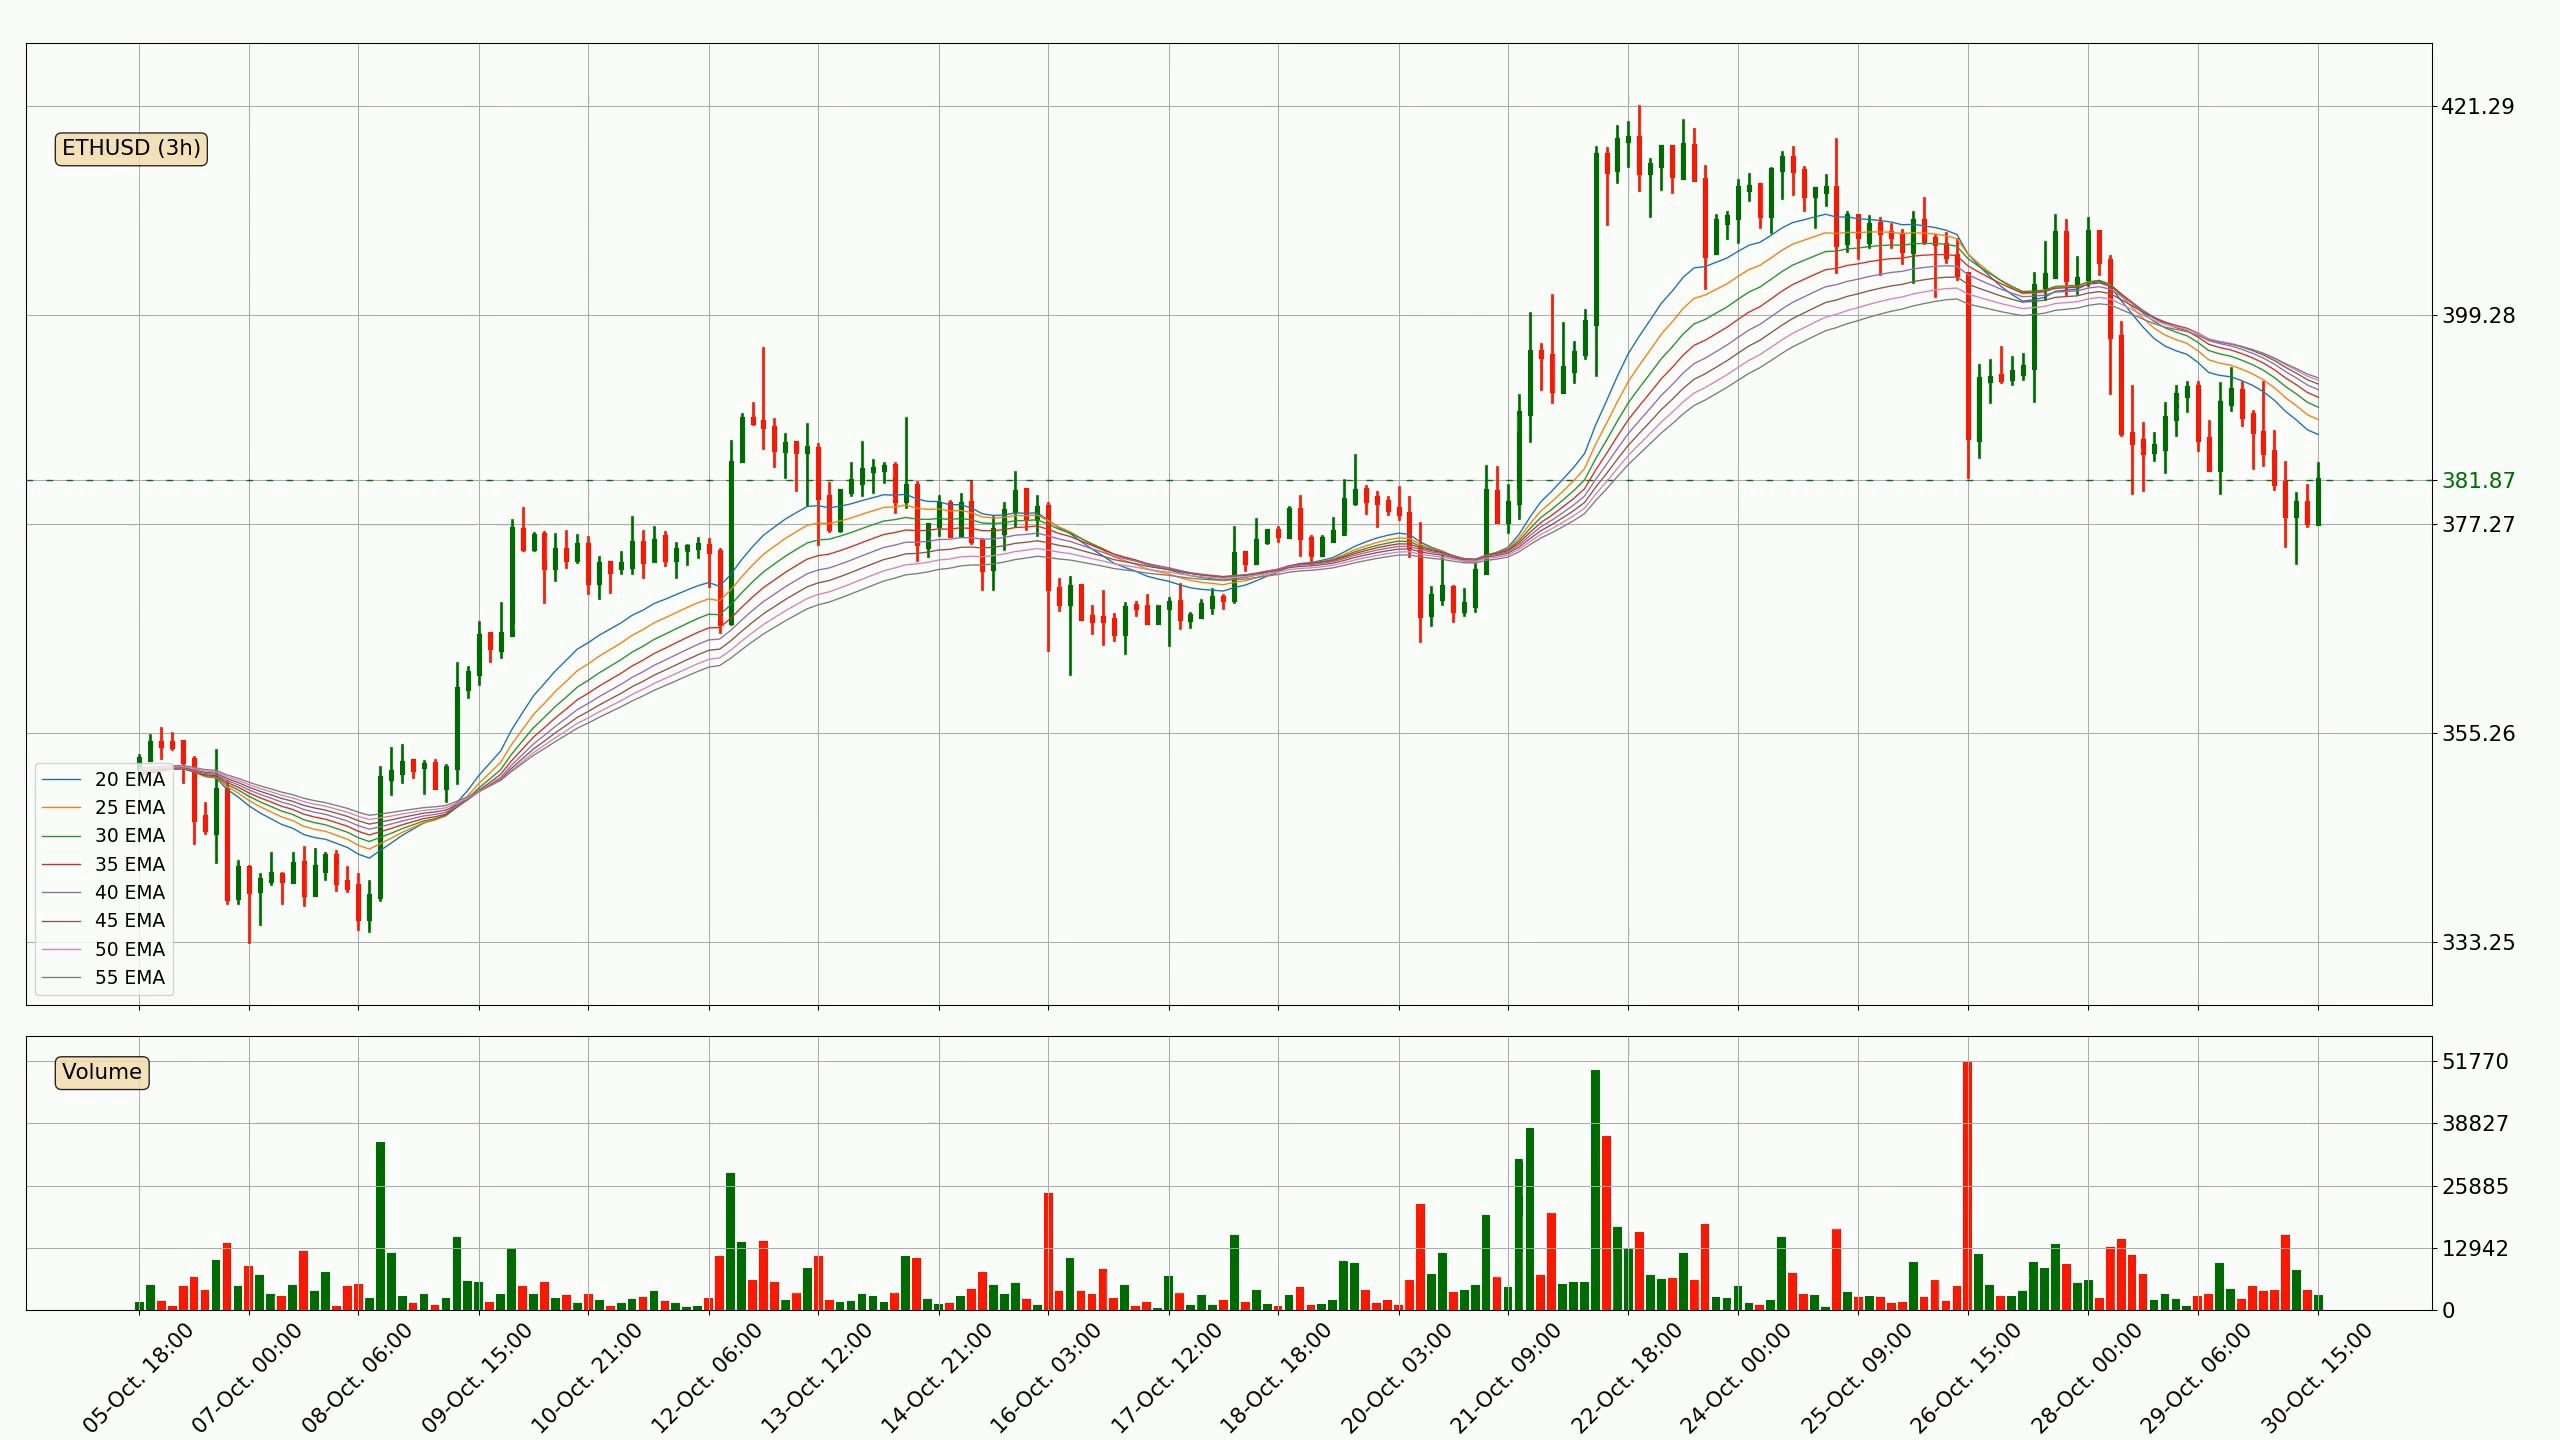 ETHUSD (3h)
421.29
399.28
381.87
377.27
355.26
333.25
20 EMA
25 EMA
30 EMA
35 EMA
40 EMA
45 EMA
50 EMA
55 EMA
Volume
51770
38827
25885
12942
0
05-Oct. 18:00
07-Oct. 00:00
08-Oct. 06:00
09-Oct. 15:00
10-Oct. 21:00
12-Oct. 06:00
13-Oct. 12:00
14-Oct. 21:00
16-Oct. 03:00
17-Oct. 12:00
18-Oct. 18:00
20-Oct. 03:00
21-Oct. 09:00
22-Oct. 18:00
24-Oct. 00:00
25-Oct. 09:00
26-Oct. 15:00
28-Oct. 00:00
29-Oct. 06:00
30-Oct. 15:00